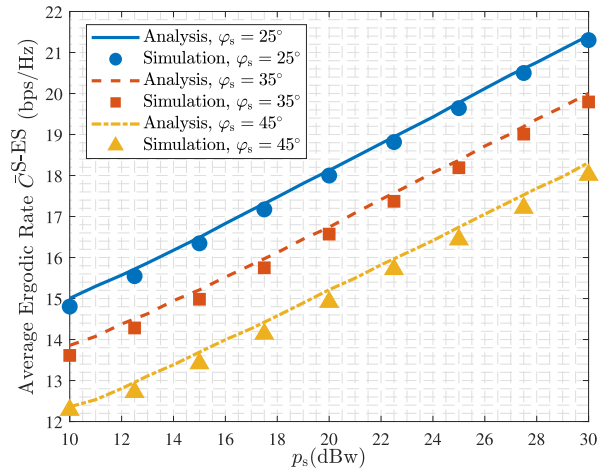 22
21
20
19
18
17
16
15
14
13
12
Average Ergodic Rate C̄^S-ES (bps/Hz)
Analysis, φₛ = 25°
Simulation, φₛ = 25°
Analysis, φₛ = 35°
Simulation, φₛ = 35°
Analysis, φₛ = 45°
Simulation, φₛ = 45°
10 12 14 16 18 20 22 24 26 28 30
pₛ(dBw)